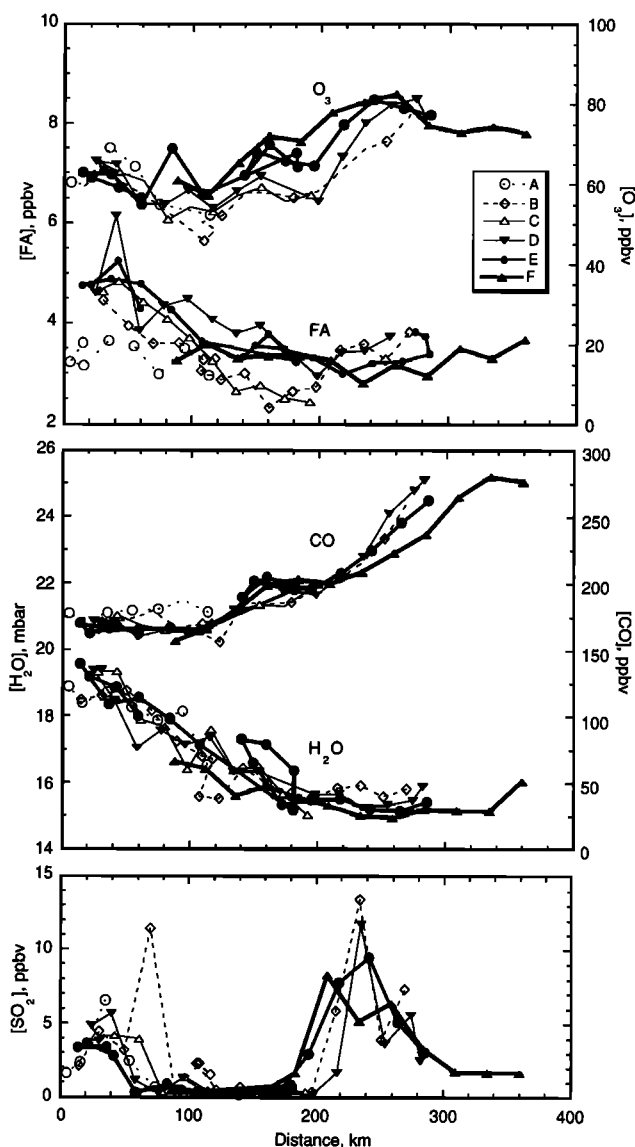 10
8
6
4
2
[FA], ppbv
O3
FA
100
80
60
40
20
0
[O3], ppbv
A
B
C
D
E
F
26
24
22
20
18
16
14
[H2O], mbar
CO
H2O
300
250
200
150
100
50
0
[CO], ppbv
15
10
5
0
[SO2], ppbv
0 100 200 300 400
Distance, km